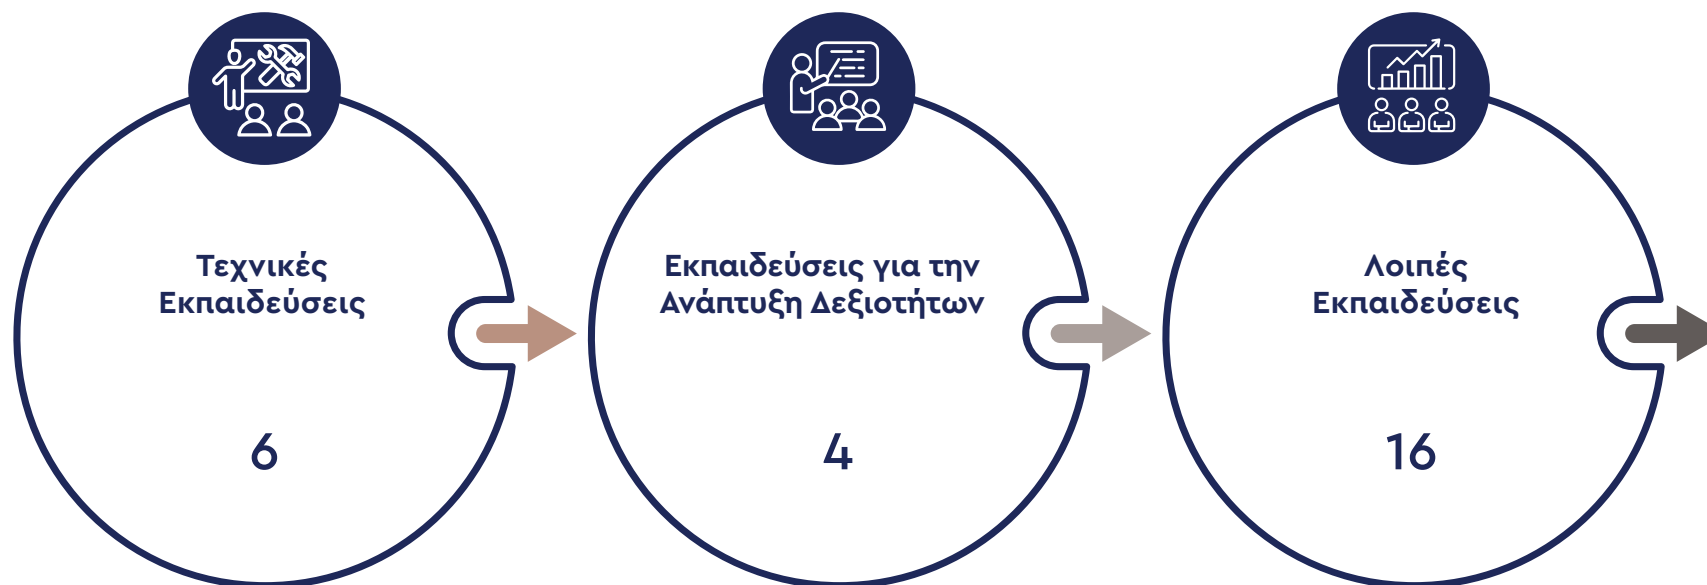 Τεχνικές
Εκπαιδεύσεις
6
Εκπαιδεύσεις για την
Ανάπτυξη Δεξιοτήτων
4
Λοιπές
Εκπαιδεύσεις
16